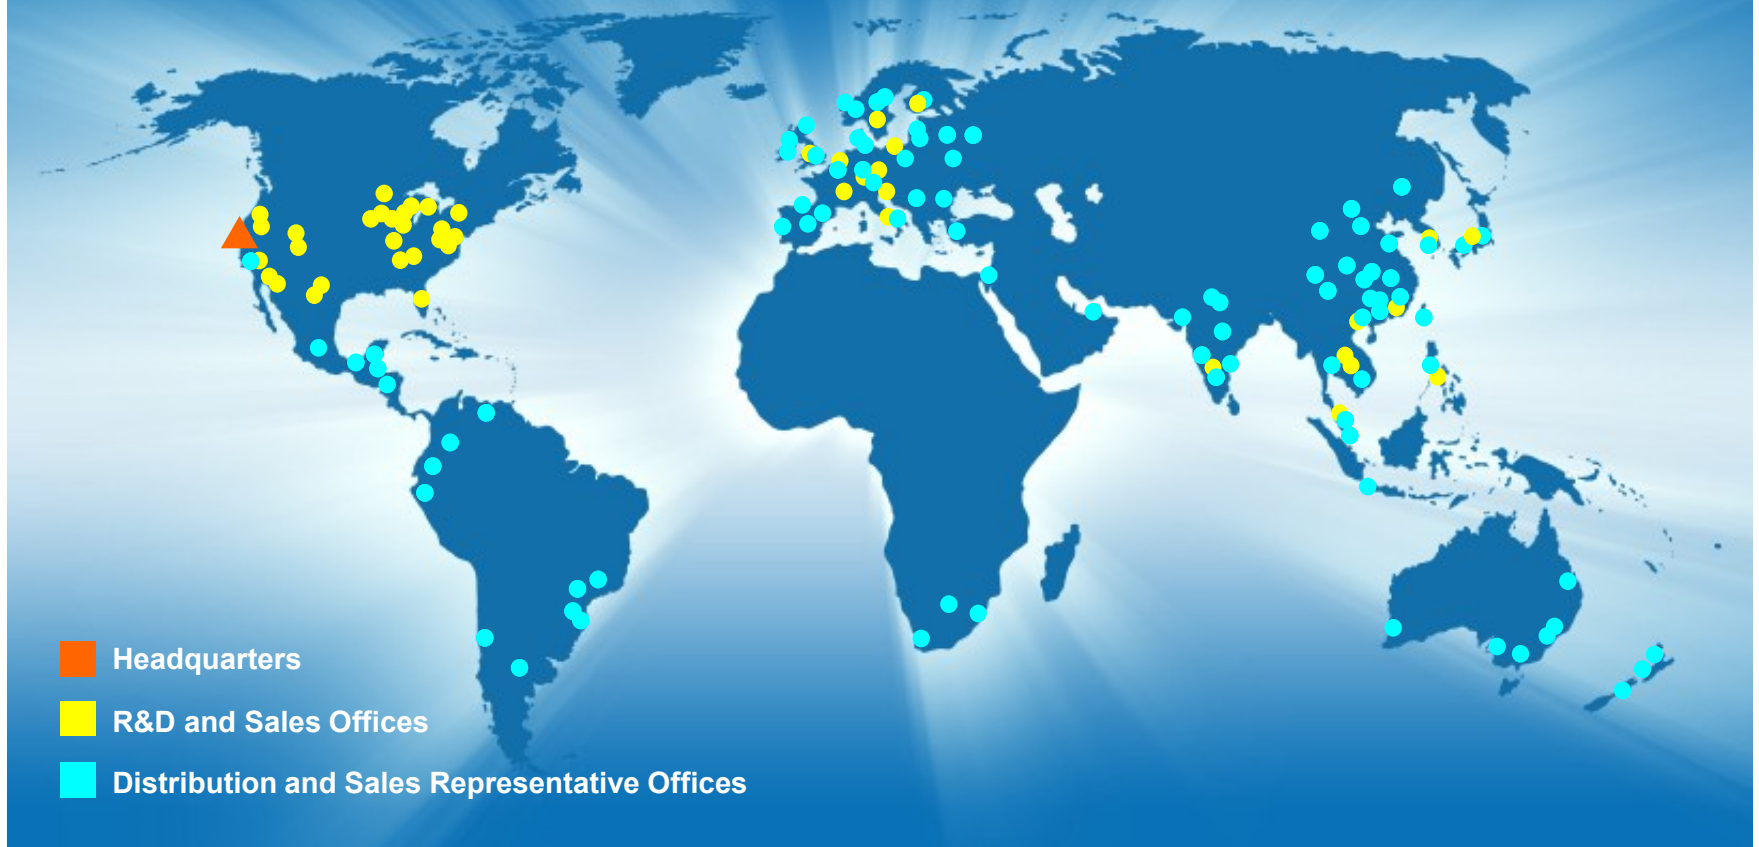 Headquarters
R&D and Sales Offices
Distribution and Sales Representative Offices